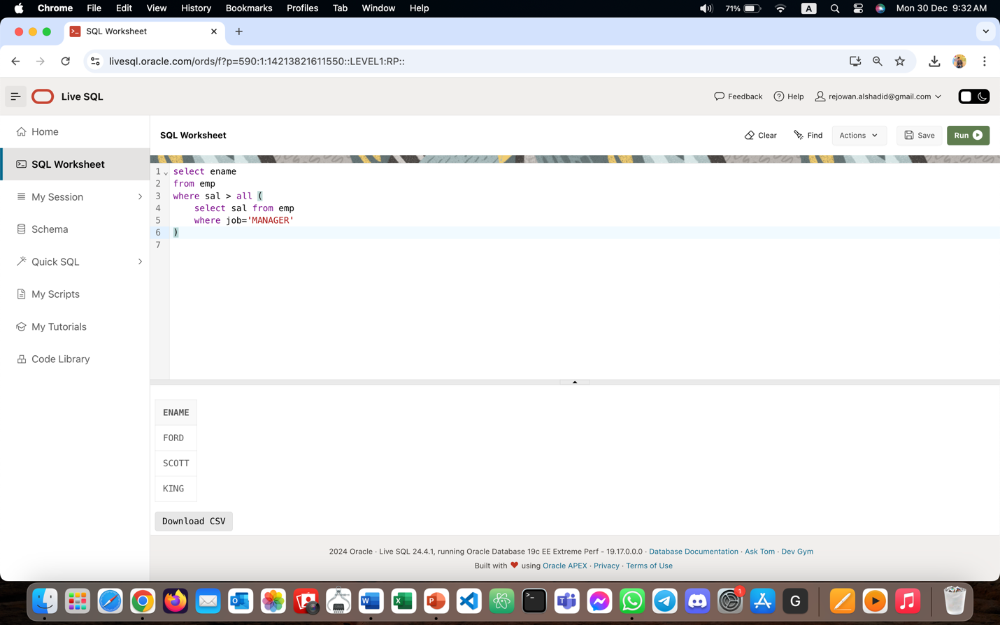 Chrome File Edit View History Bookmarks Profiles Tab Window Help 71% A Mon 30 Dec 9:32 AM
SQL Worksheet
livesql.oracle.com/ords/f?p=590:1:14213821611550::LEVEL1:RP::
Live SQL
Feedback Help rejowan.alshadid@gmail.com
Home
SQL Worksheet
My Session
Schema
Quick SQL
My Scripts
My Tutorials
Code Library
SQL Worksheet
Clear Find Actions Save Run
1 select ename
2 from emp
3 where sal > all (
4 select sal from emp
5 where job='MANAGER'
6 )
7
ENAME
FORD
SCOTT
KING
Download CSV
2024 Oracle · Live SQL 24.4.1, running Oracle Database 19c EE Extreme Perf - 19.17.0.0.0 · Database Documentation · Ask Tom · Dev Gym
Built with ❤ using Oracle APEX · Privacy · Terms of Use
1
G